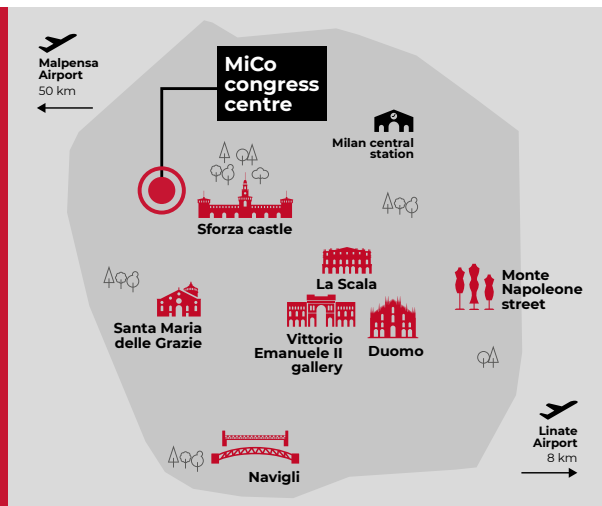 Malpensa
Airport
50 km
MiCo
congress
centre
Milan central
station
Sforza castle
La Scala
Monte
Napoleone
street
Santa Maria
delle Grazie
Vittorio
Emanuele II
gallery
Duomo
Linate
Airport
8 km
Navigli